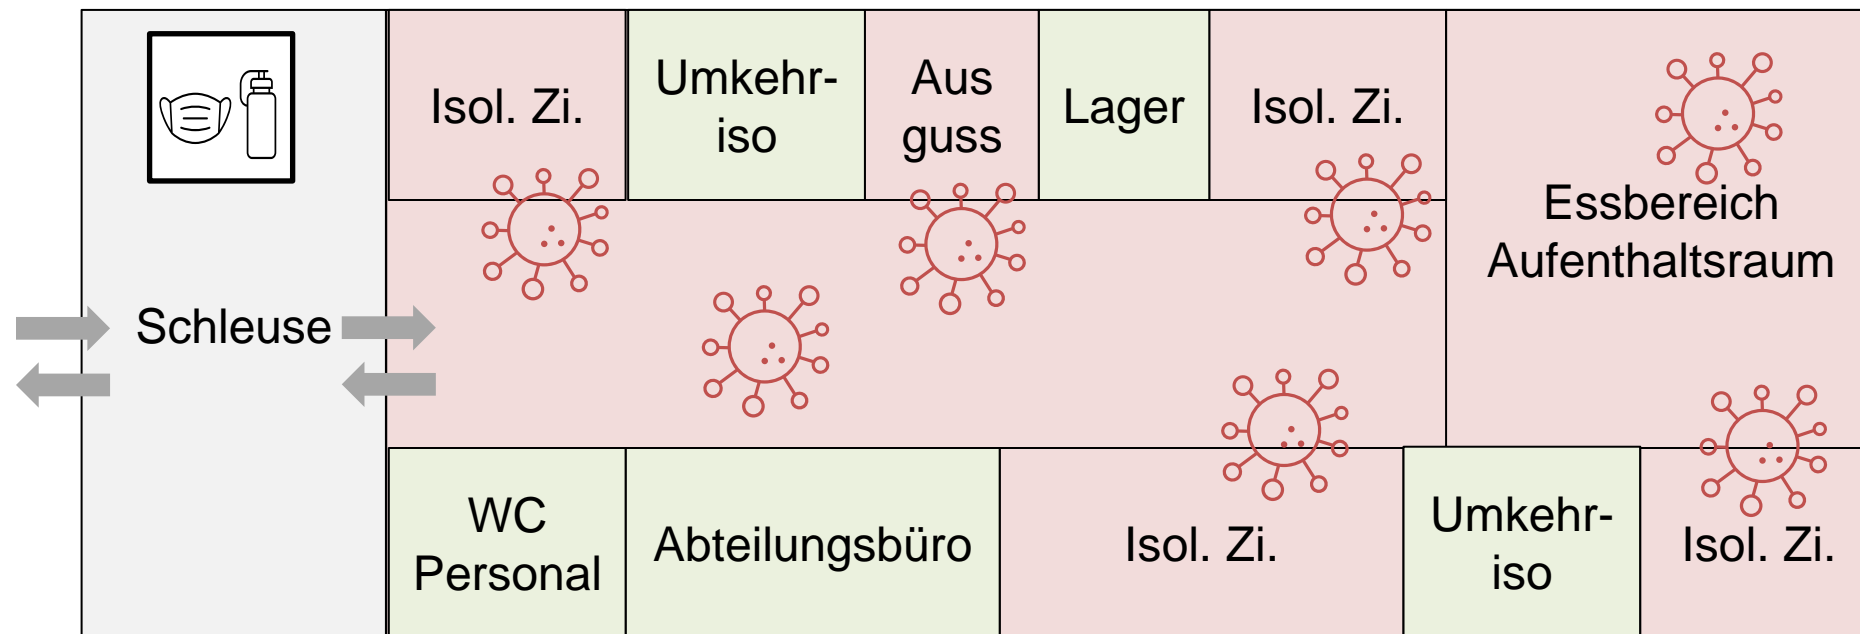 Isol. Zi.
Umkehr-
iso
Aus
guss
Lager
Isol. Zi.
Essbereich
Aufenthaltsraum
Schleuse
WC
Personal
Abteilungsbüro
Isol. Zi.
Umkehr-
iso
Isol. Zi.